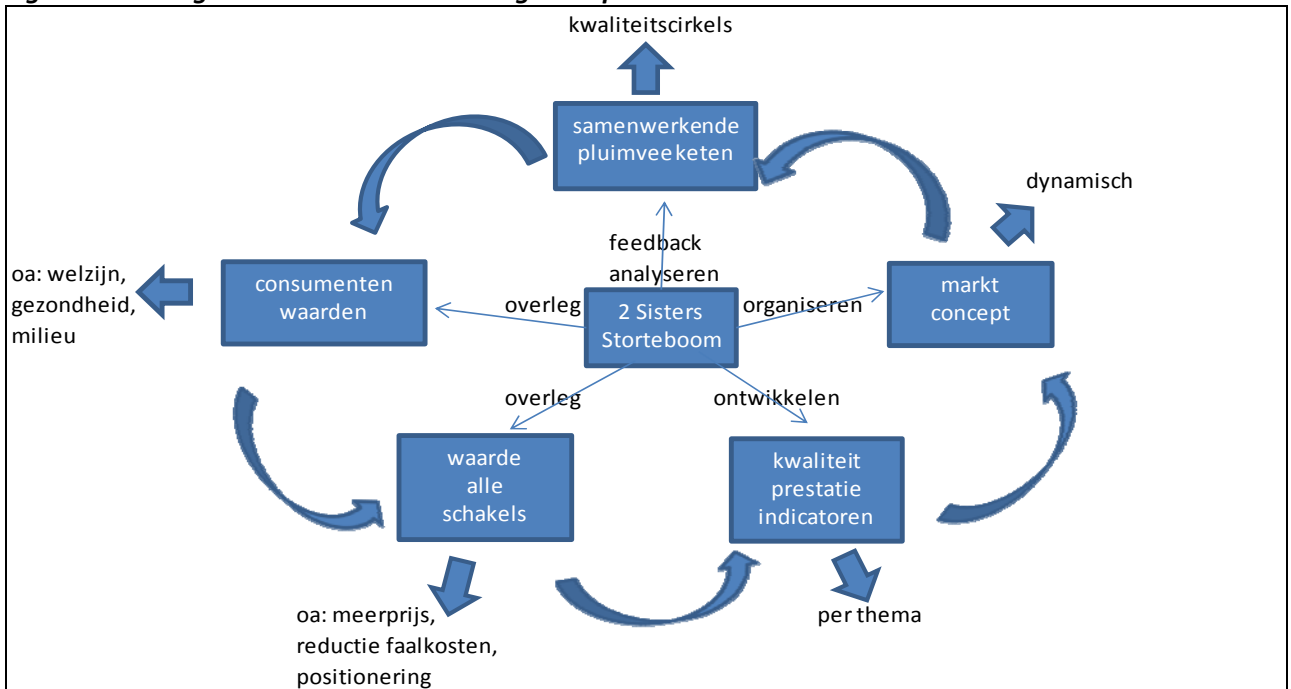 kwaliteitscirkels
samenwerkende
pluimveeketen
dynamisch
feedback
analyseren
oa: welzijn,
gezondheid,
milieu
consumenten
waarden
overleg
2 Sisters
Storteboom
organiseren
markt
concept
overleg
ontwikkelen
waarde
alle
schakels
kwaliteit
prestatie
indicatoren
oa: meerprijs,
reductie faalkosten,
positionering
per thema